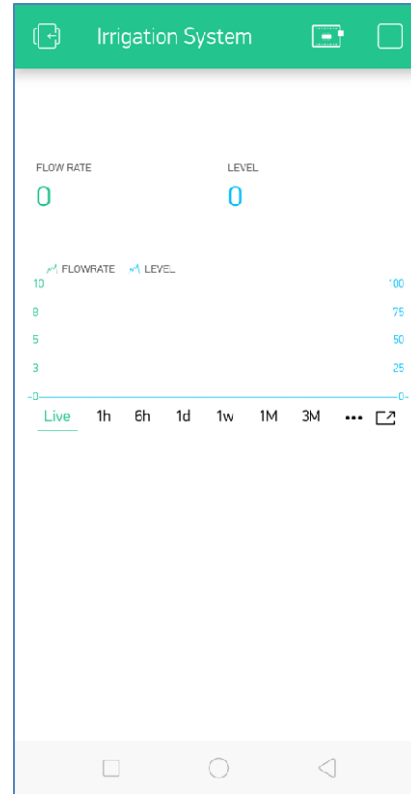 Irrigation System
FLOW RATE LEVEL
0 0
FLOWRATE LEVEL
10 100
8 75
5 50
3 25
-0 0-
Live 1h 6h 1d 1w 1M 3M •••